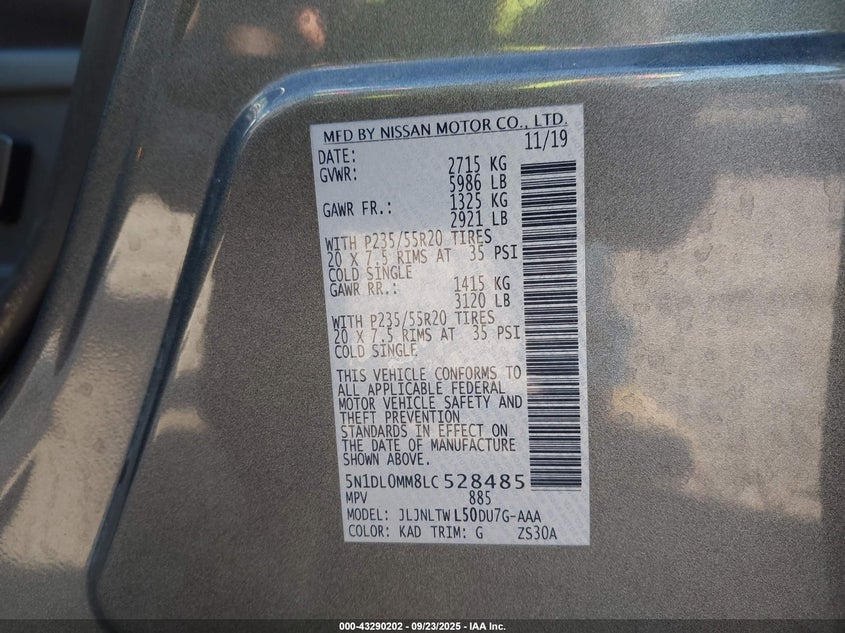 MFD BY NISSAN MOTOR CO., LTD.
DATE: 11/19
GVWR: 2715 KG
5986 LB
GAWR FR.: 1325 KG
2921 LB
WITH P235/55R20 TIRES
20 X 7.5 RIMS AT 35 PSI
COLD SINGLE
GAWR RR.: 1415 KG
3120 LB
WITH P235/55R20 TIRES
20 X 7.5 RIMS AT 35 PSI
COLD SINGLE
THIS VEHICLE CONFORMS TO
ALL APPLICABLE FEDERAL
MOTOR VEHICLE SAFETY AND
THEFT PREVENTION
STANDARDS IN EFFECT ON
THE DATE OF MANUFACTURE
SHOWN ABOVE.
5N1DL0MM8LC528485
MPV 885
MODEL: JLJNLTWL50DU7G-AAA
COLOR: KAD TRIM: G ZS30A
000-43290202 - 09/23/2025 - IAA Inc.